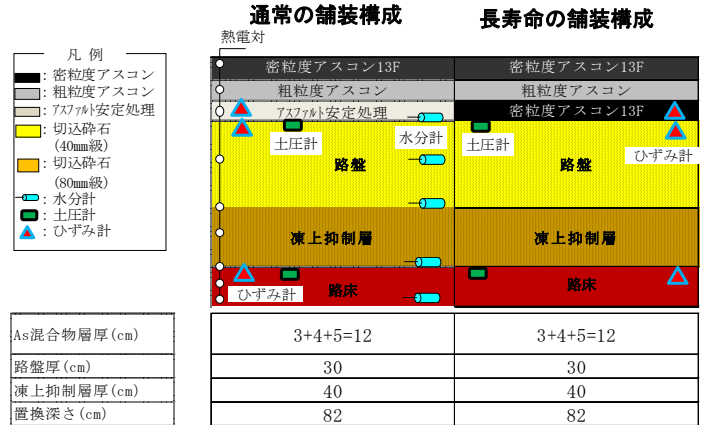 通常の舗装構成
長寿命の舗装構成
熱電対
凡 例
: 密粒度アスコン
: 粗粒度アスコン
: アスファルト安定処理
: 切込砕石
(40mm級)
: 切込砕石
(80mm級)
: 水分計
: 土圧計
: ひずみ計
密粒度アスコン13F
密粒度アスコン13F
粗粒度アスコン
粗粒度アスコン
アスファルト安定処理
密粒度アスコン13F
土圧計
水分計
土圧計
ひずみ計
路盤
路盤
凍上抑制層
凍上抑制層
ひずみ計
路床
路床
As混合物層厚(cm) 3+4+5=12 3+4+5=12
路盤厚(cm) 30 30
凍上抑制層厚(cm) 40 40
置換深さ(cm) 82 82